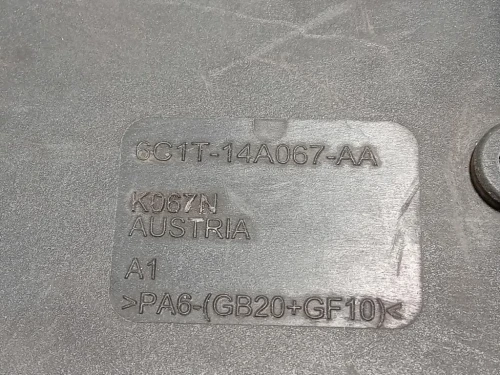 6C1T-14A067-AA
K067N
AUSTRIA
A1
>PA6-(GB20+GF10)<